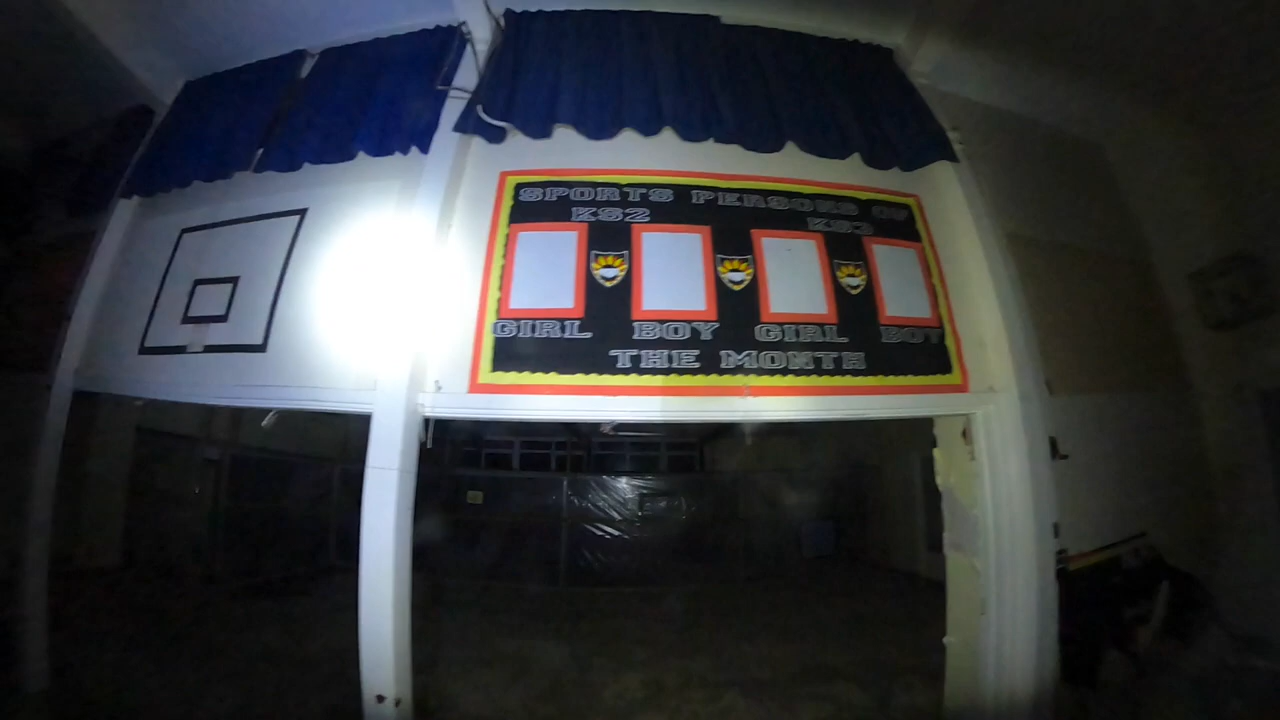 SPORTS PERSONS OF
KS2 KS3
GIRL BOY GIRL BOY
THE MONTH